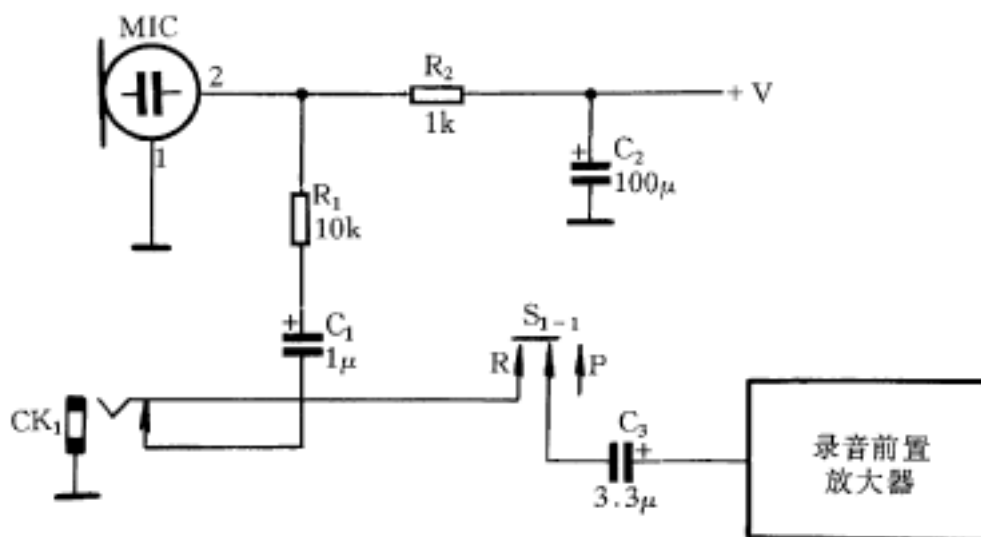 MIC
2
1
R₂
1k
+ V
+
C₂
100μ
R₁
10k
+
C₁
1μ
S₁₋₁
R
P
CK₁
C₃
+
3.3μ
录音前置
放大器